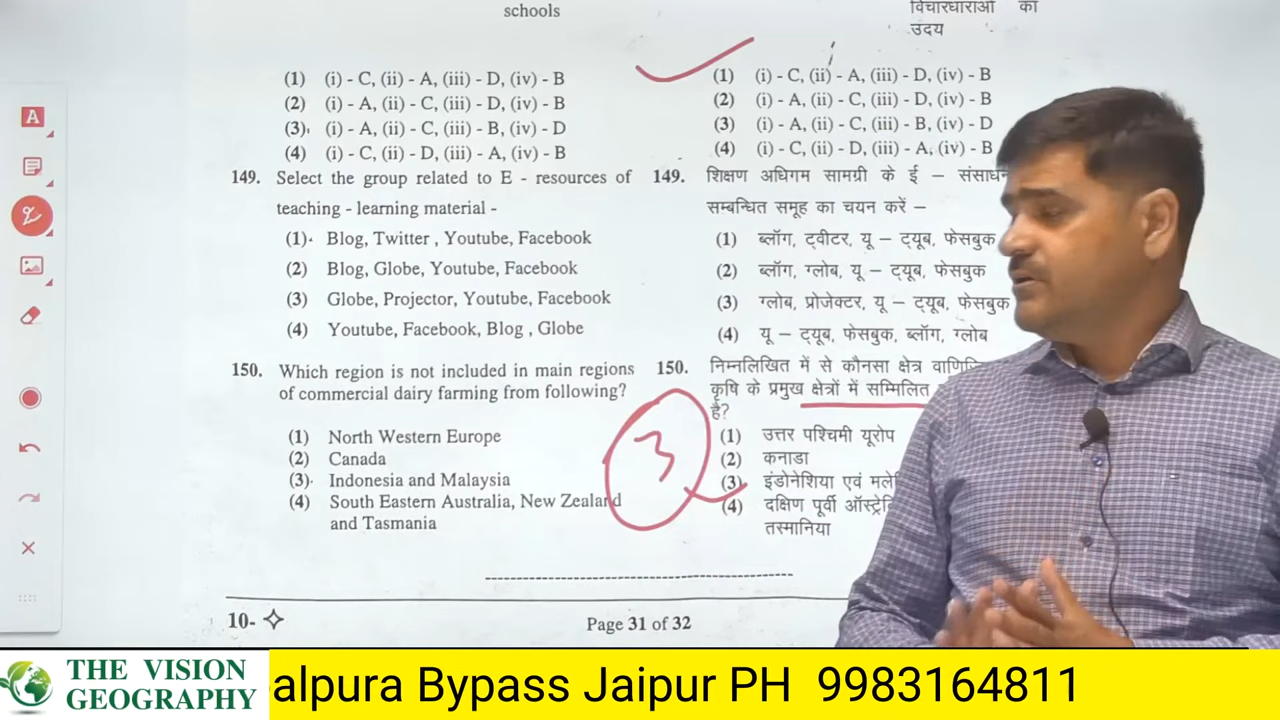 schools
(1) (i) - C, (ii) - A, (iii) - D, (iv) - B
(2) (i) - A, (ii) - C, (iii) - D, (iv) - B
(3) (i) - A, (ii) - C, (iii) - B, (iv) - D
(4) (i) - C, (ii) - D, (iii) - A, (iv) - B
149. Select the group related to E - resources of
teaching - learning material -
(1) Blog, Twitter , Youtube, Facebook
(2) Blog, Globe, Youtube, Facebook
(3) Globe, Projector, Youtube, Facebook
(4) Youtube, Facebook, Blog , Globe
150. Which region is not included in main regions
of commercial dairy farming from following?
(1) North Western Europe
(2) Canada
(3) Indonesia and Malaysia
(4) South Eastern Australia, New Zealand
and Tasmania
विचारधाराओं का
उदय
(1) (i) - C, (ii) - A, (iii) - D, (iv) - B
(2) (i) - A, (ii) - C, (iii) - D, (iv) - B
(3) (i) - A, (ii) - C, (iii) - B, (iv) - D
(4) (i) - C, (ii) - D, (iii) - A, (iv) - B
149. शिक्षण अधिगम सामग्री के ई – संसाधन
सम्बन्धित समूह का चयन करें –
(1) ब्लॉग, ट्वीटर, यू – ट्यूब, फेसबुक
(2) ब्लॉग, ग्लोब, यू – ट्यूब, फेसबुक
(3) ग्लोब, प्रोजेक्टर, यू – ट्यूब, फेसबुक
(4) यू – ट्यूब, फेसबुक, ब्लॉग, ग्लोब
150. निम्नलिखित में से कौनसा क्षेत्र
कृषि के प्रमुख क्षेत्रों में सम्मिलित
है?
(1) उत्तर पश्चिमी यूरोप
(2) कनाडा
(3) इंडोनेशिया एवं
(4) दक्षिण पूर्वी
तस्मानिया
3
10-
Page 31 of 32
A
THE VISION
GEOGRAPHY
alpura Bypass Jaipur PH 9983164811